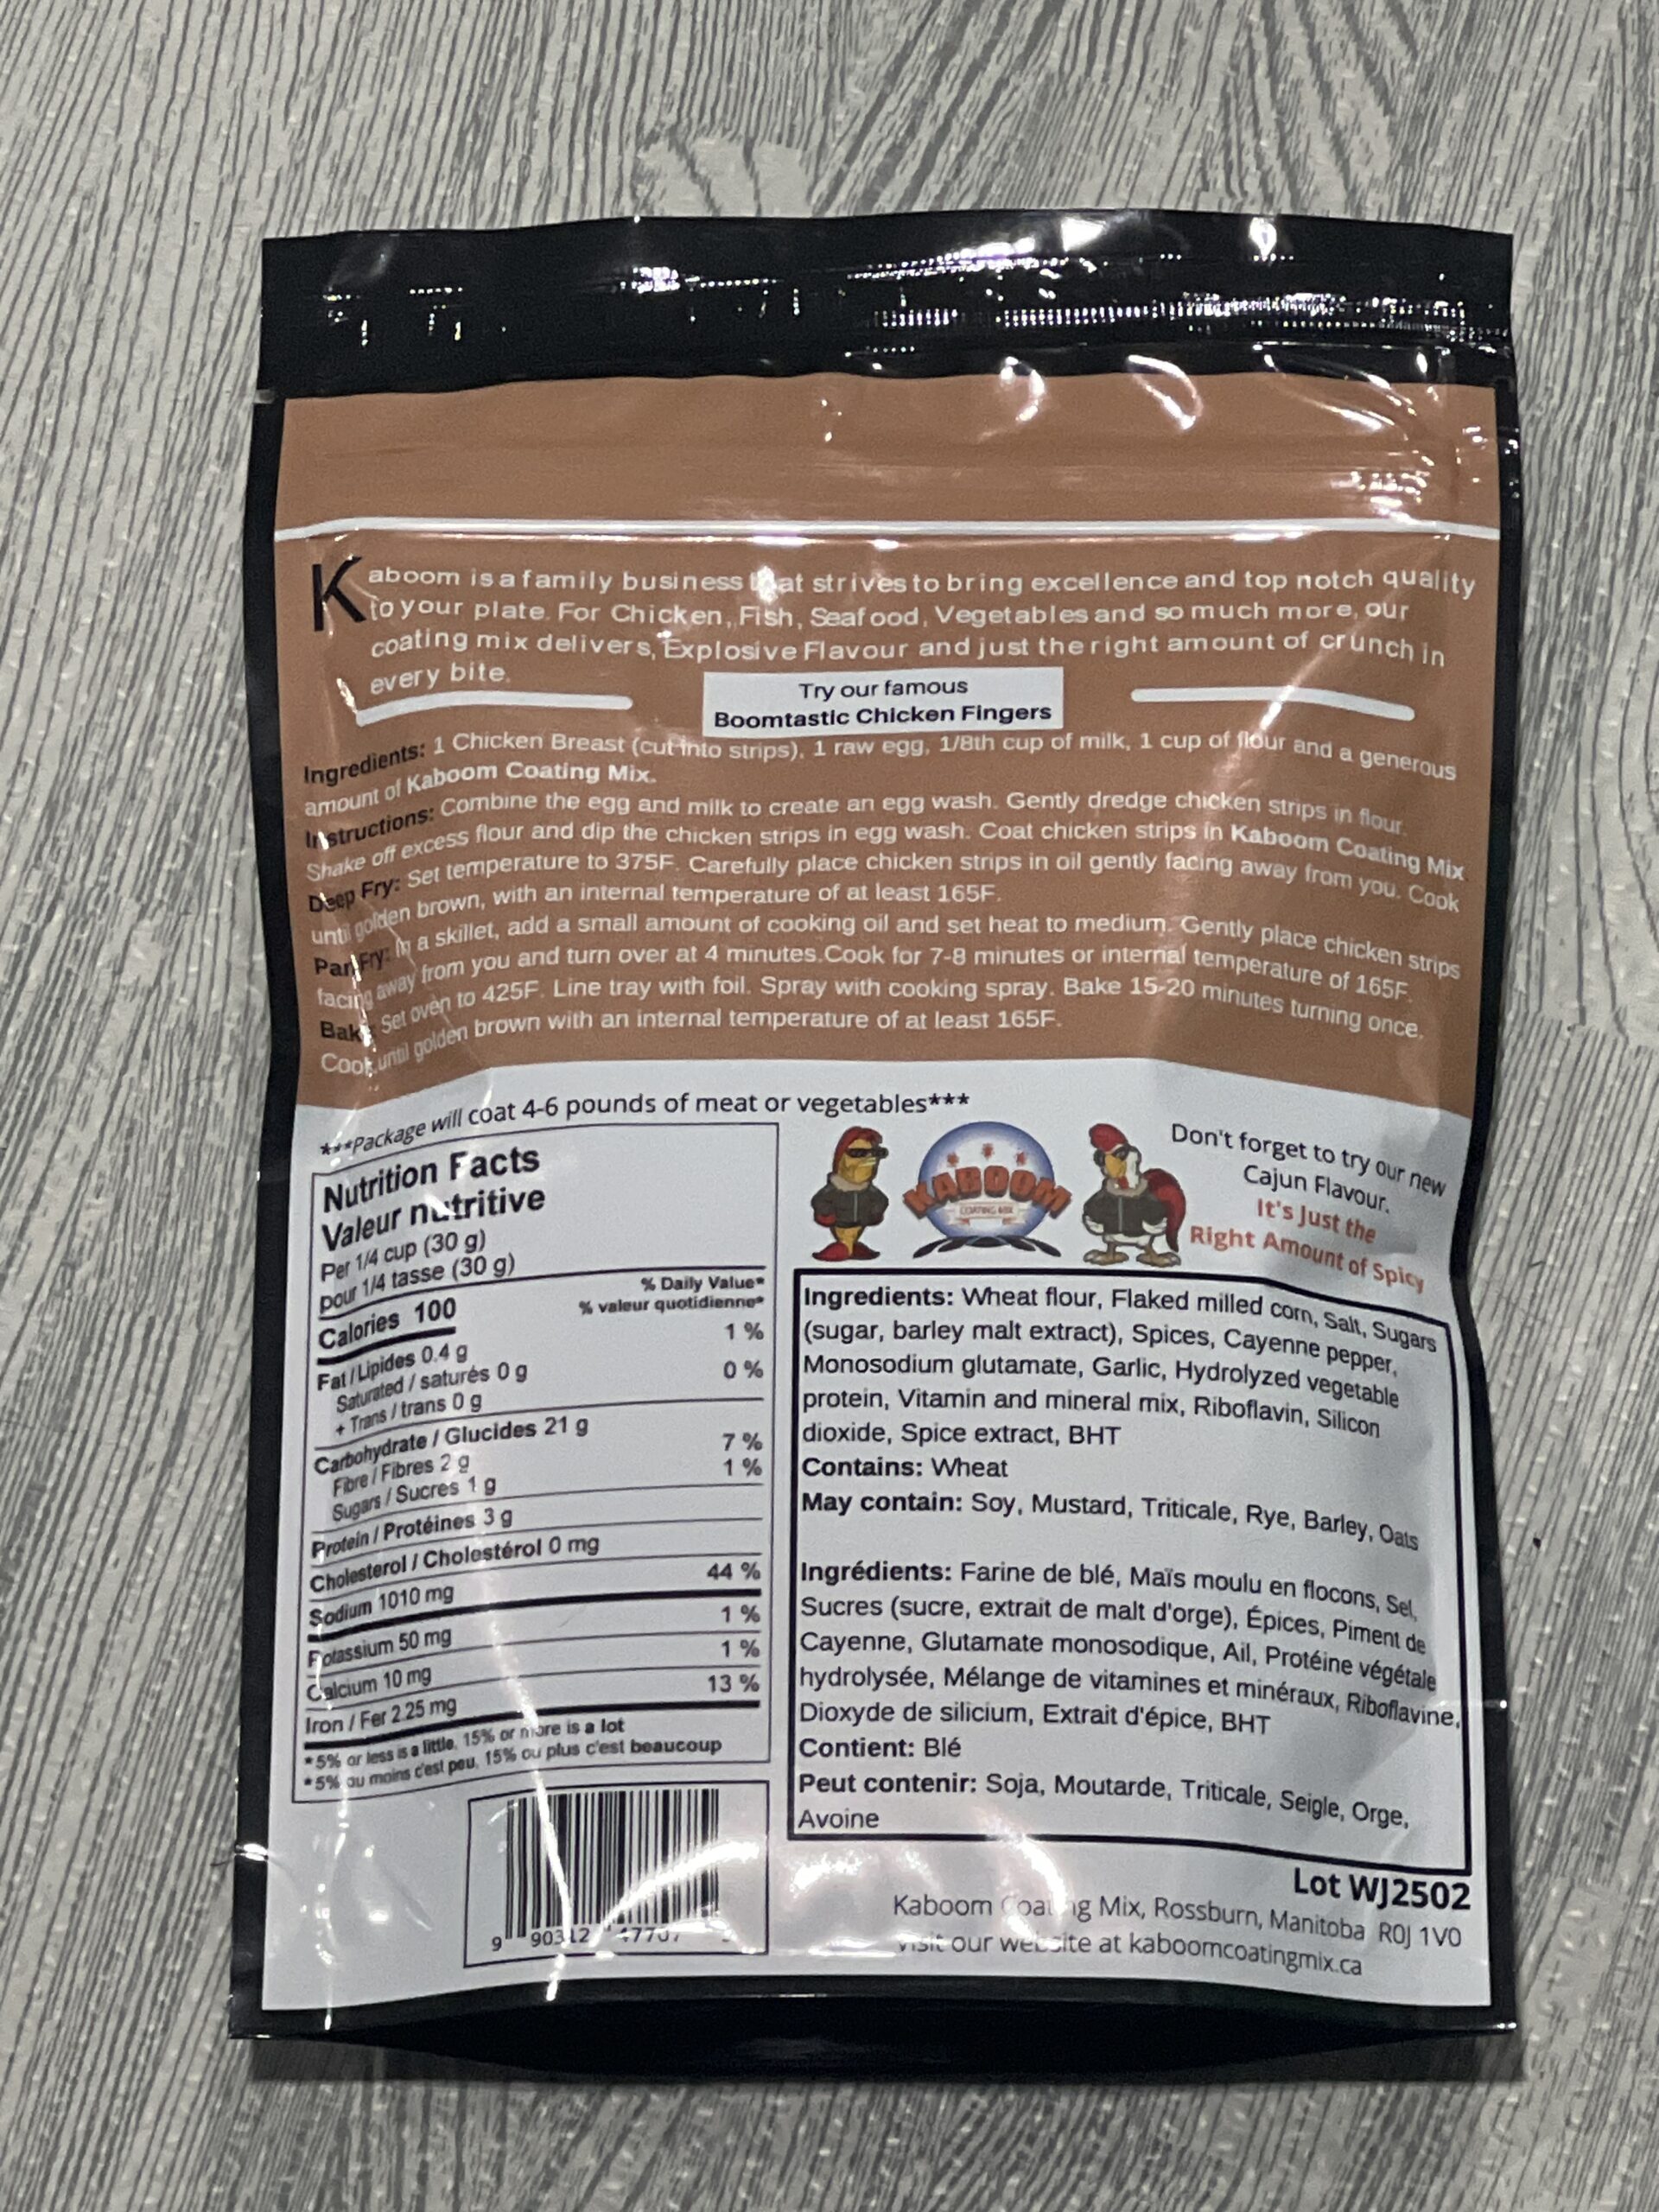 Kaboom is a family business that strives to bring excellence and top notch quality
to your plate. For Chicken, Fish, Seafood, Vegetables and so much more, our
coating mix delivers, Explosive Flavour and just the right amount of crunch in
every bite.
Try our famous
Boomtastic Chicken Fingers
Ingredients: 1 Chicken Breast (cut into strips), 1 raw egg, 1/8th cup of milk, 1 cup of flour and a generous
amount of Kaboom Coating Mix.
Instructions: Combine the egg and milk to create an egg wash. Gently dredge chicken strips in flour.
Shake off excess flour and dip the chicken strips in egg wash. Coat chicken strips in Kaboom Coating Mix
Deep Fry: Set temperature to 375F. Carefully place chicken strips in oil gently facing away from you. Cook
until golden brown, with an internal temperature of at least 165F.
Pan Fry: In a skillet, add a small amount of cooking oil and set heat to medium. Gently place chicken strips
facing away from you and turn over at 4 minutes.Cook for 7-8 minutes or internal temperature of 165F.
Bake: Set oven to 425F. Line tray with foil. Spray with cooking spray. Bake 15-20 minutes turning once.
Cook until golden brown with an internal temperature of at least 165F.
***Package will coat 4-6 pounds of meat or vegetables***
Nutrition Facts
Valeur nutritive
Per 1/4 cup (30 g)
pour 1/4 tasse (30 g)
% Daily Value*
% valeur quotidienne*
Calories 100
Fat / Lipides 0.4 g 1 %
Saturated / saturés 0 g
+ Trans / trans 0 g 0 %
Carbohydrate / Glucides 21 g
Fibre / Fibres 2 g 7 %
Sugars / Sucres 1 g 1 %
Protein / Protéines 3 g
Cholesterol / Cholestérol 0 mg
Sodium 1010 mg 44 %
Potassium 50 mg 1 %
Calcium 10 mg 1 %
Iron / Fer 2.25 mg 13 %
*5% or less is a little, 15% or more is a lot
*5% ou moins c'est peu, 15% ou plus c'est beaucoup
9 90312
KABOOM
COATING MIX
Don't forget to try our new
Cajun Flavour.
It's Just the
Right Amount of Spicy
Ingredients: Wheat flour, Flaked milled corn, Salt, Sugars
(sugar, barley malt extract), Spices, Cayenne pepper,
Monosodium glutamate, Garlic, Hydrolyzed vegetable
protein, Vitamin and mineral mix, Riboflavin, Silicon
dioxide, Spice extract, BHT
Contains: Wheat
May contain: Soy, Mustard, Triticale, Rye, Barley, Oats
Ingrédients: Farine de blé, Maïs moulu en flocons, Sel,
Sucres (sucre, extrait de malt d'orge), Épices, Piment de
Cayenne, Glutamate monosodique, Ail, Protéine végétale
hydrolysée, Mélange de vitamines et minéraux, Riboflavine,
Dioxyde de silicium, Extrait d'épice, BHT
Contient: Blé
Peut contenir: Soja, Moutarde, Triticale, Seigle, Orge,
Avoine
Lot WJ2502
Kaboom Coating Mix, Rossburn, Manitoba R0J 1V0
visit our website at kaboomcoatingmix.ca